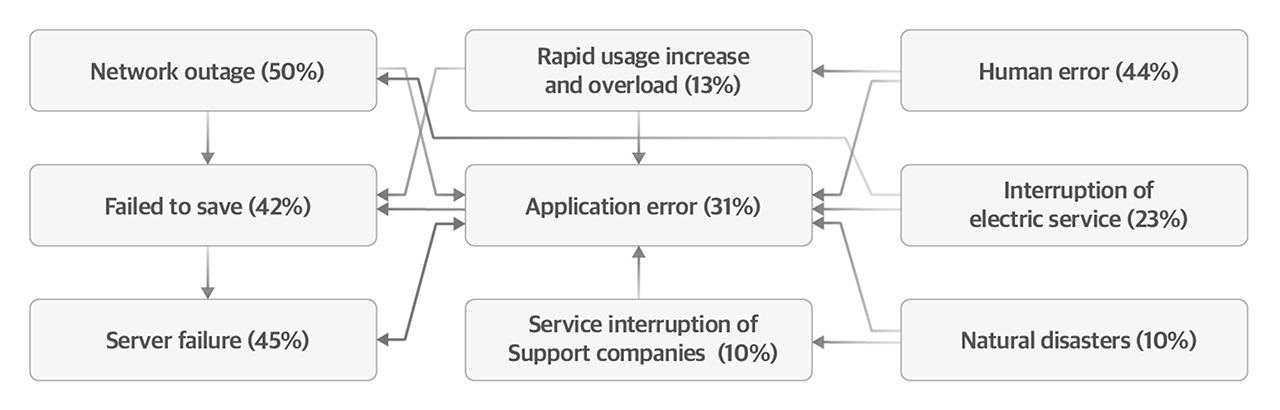 Network outage (50%)
Rapid usage increase
and overload (13%)
Human error (44%)
Failed to save (42%)
Application error (31%)
Interruption of
electric service (23%)
Server failure (45%)
Service interruption of
Support companies (10%)
Natural disasters (10%)